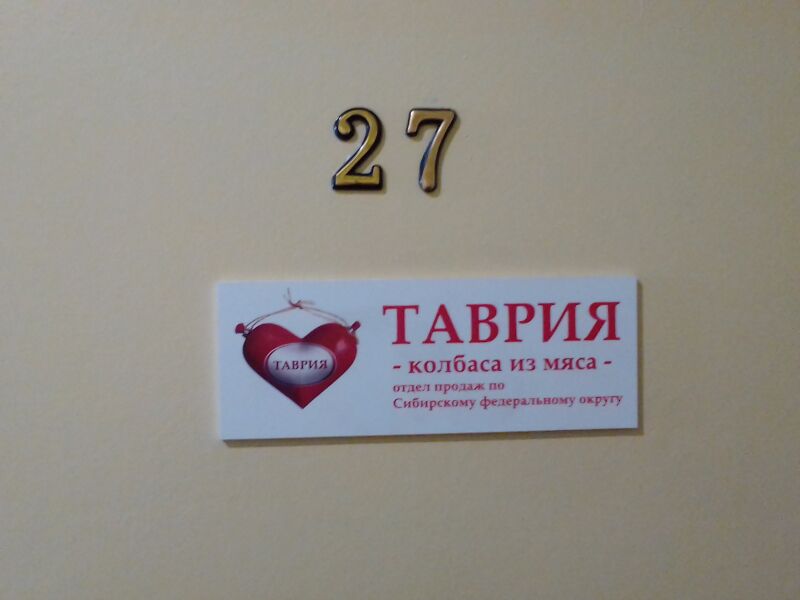 27
ТАВРИЯ
ТАВРИЯ
- колбаса из мяса -
отдел продаж по
Сибирскому федеральному округу